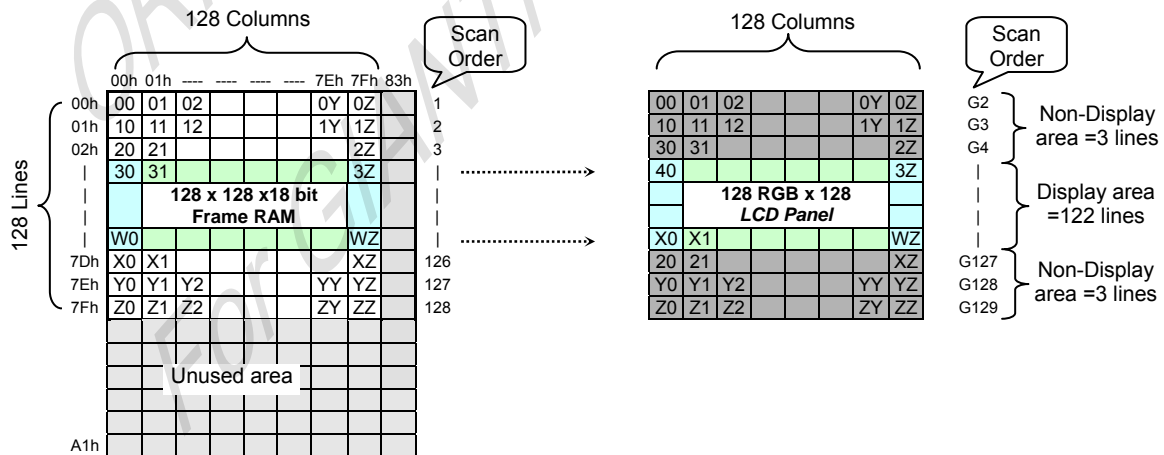 128 Columns
Scan Order
00h 01h ---- ---- ---- ---- 7Eh 7Fh 83h
00h 00 01 02 0Y 0Z 1
01h 10 11 12 1Y 1Z 2
02h 20 21 2Z 3
30 31 3Z
128 x 128 x18 bit
Frame RAM
W0 WZ
7Dh X0 X1 XZ 126
7Eh Y0 Y1 Y2 YY YZ 127
7Fh Z0 Z1 Z2 ZY ZZ 128
128 Lines
Unused area
A1h
128 Columns
Scan Order
00 01 02 0Y 0Z G2
10 11 12 1Y 1Z G3
30 31 2Z G4
Non-Display
area =3 lines
40 3Z
128 RGB x 128
LCD Panel
Display area
=122 lines
X0 X1 WZ
20 21 XZ G127
Y0 Y1 Y2 YY YZ G128
Z0 Z1 Z2 ZY ZZ G129
Non-Display
area =3 lines
For GIANT